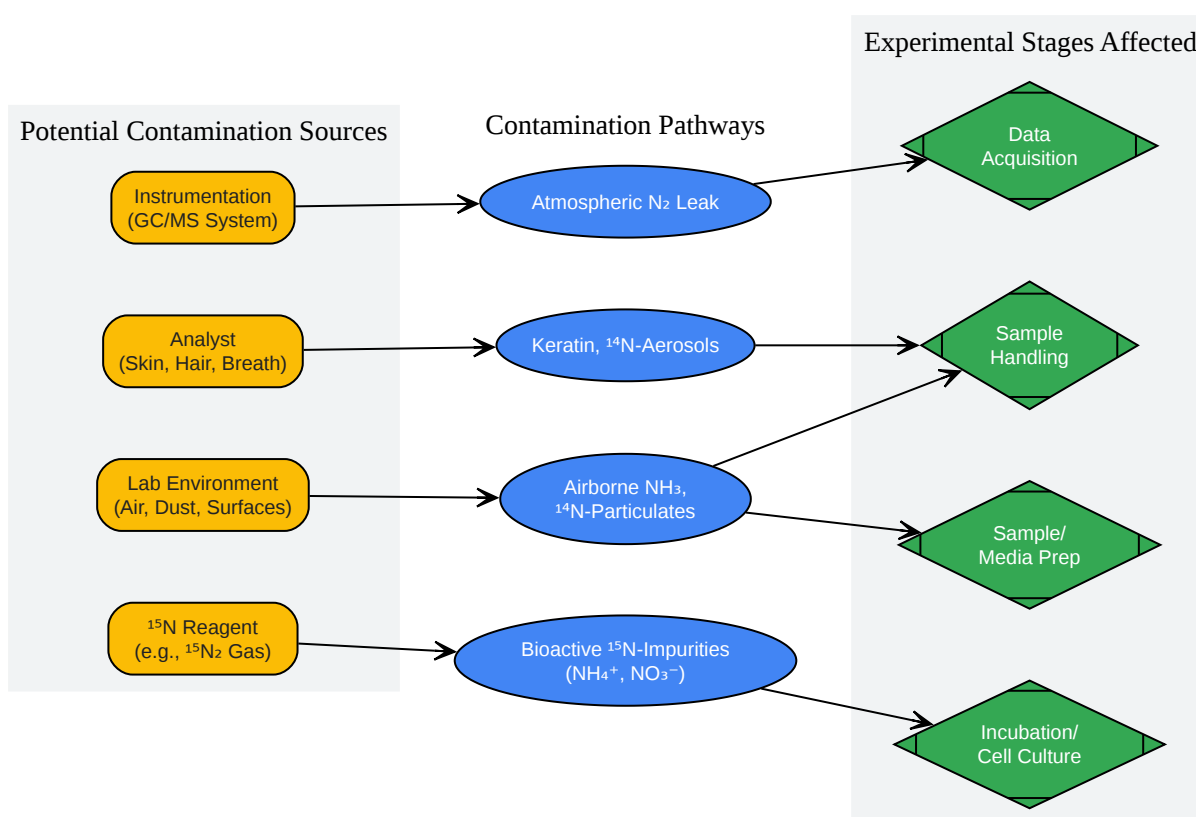 Potential Contamination Sources
Instrumentation
(GC/MS System)
Analyst
(Skin, Hair, Breath)
Lab Environment
(Air, Dust, Surfaces)
¹⁵N Reagent
(e.g., ¹⁵N₂ Gas)
Contamination Pathways
Atmospheric N₂ Leak
Keratin, ¹⁴N-Aerosols
Airborne NH₃,
¹⁴N-Particulates
Bioactive ¹⁵N-Impurities
(NH₄⁺, NO₃⁻)
Experimental Stages Affected
Data
Acquisition
Sample
Handling
Sample/
Media Prep
Incubation/
Cell Culture